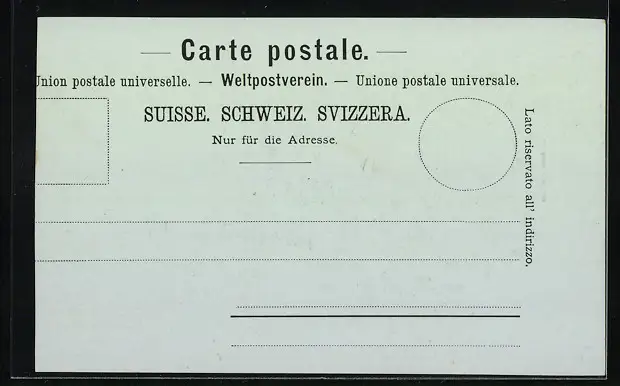 — Carte postale. —
Union postale universelle. — Weltpostverein. — Unione postale universale.
SUISSE. SCHWEIZ. SVIZZERA.
Nur für die Adresse.
Lato riservato all' indirizzo.